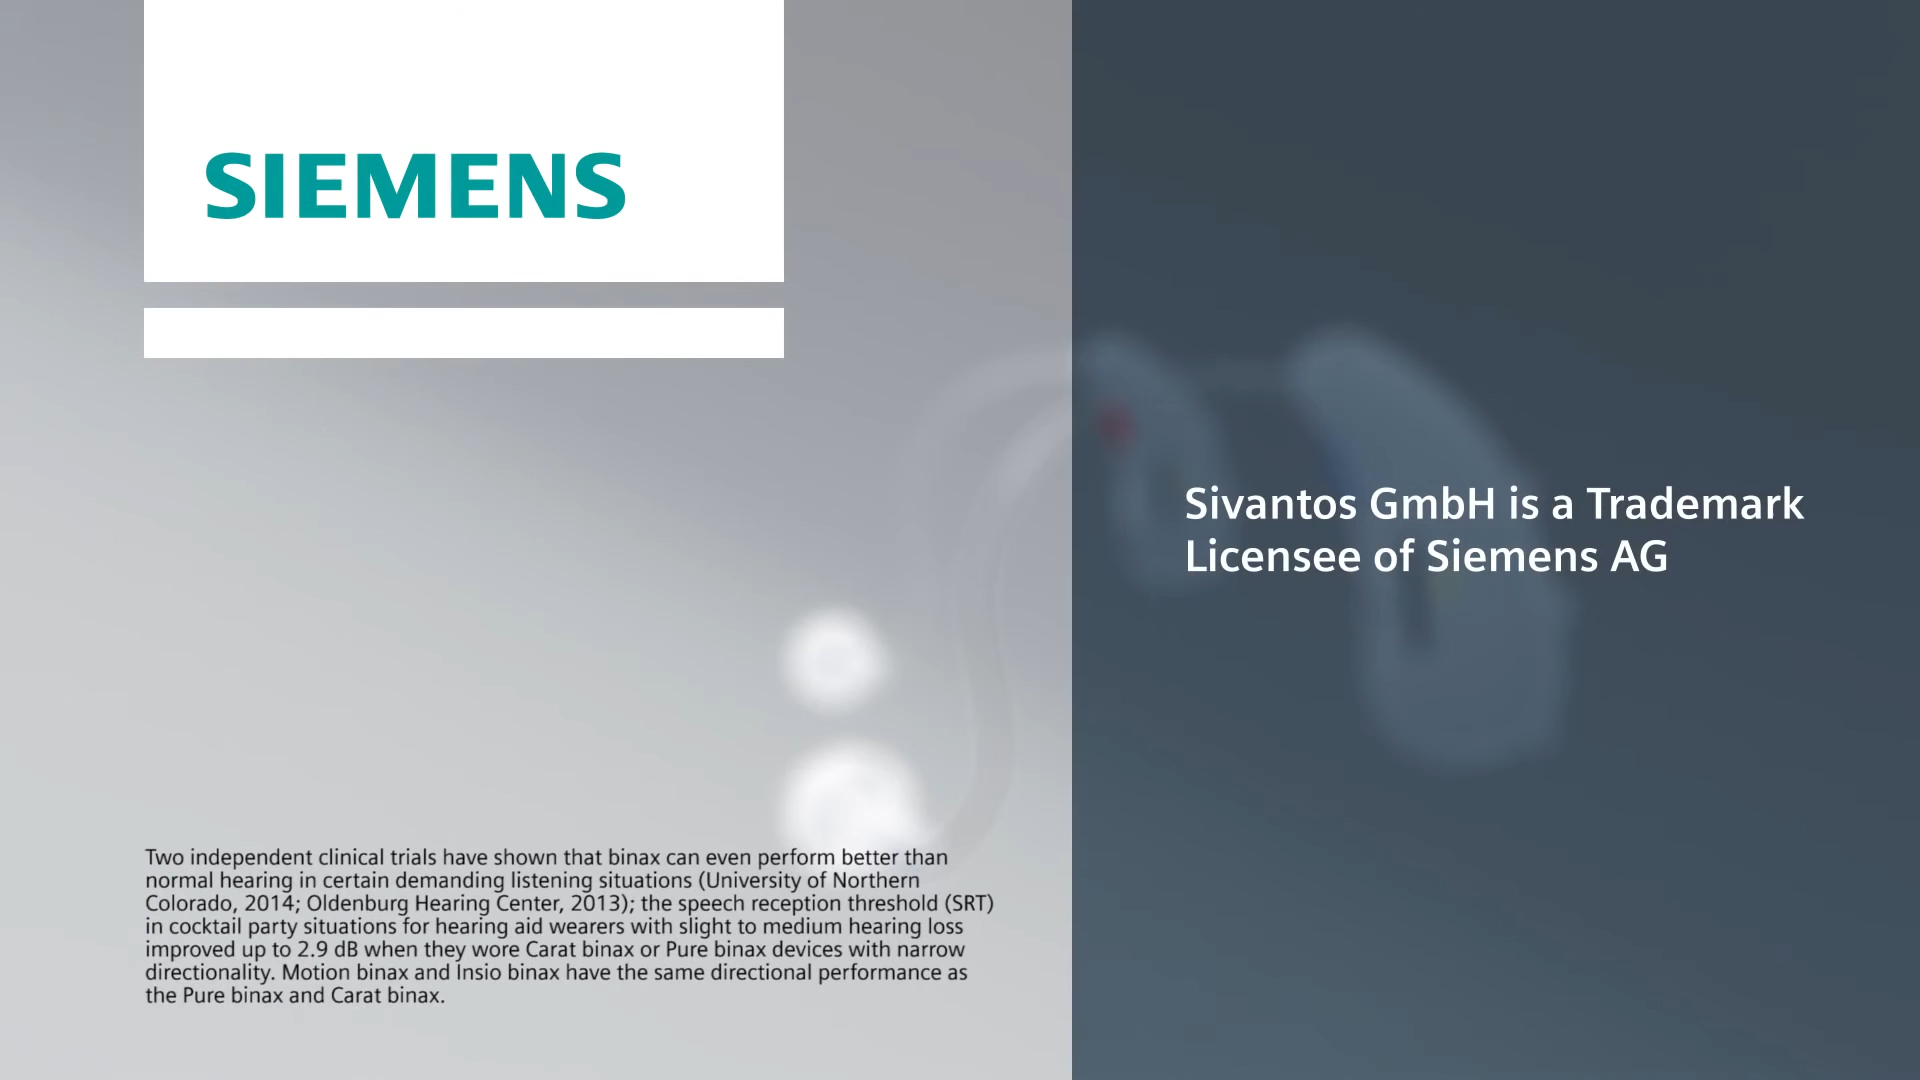 SIEMENS
Sivantos GmbH is a Trademark
Licensee of Siemens AG
Two independent clinical trials have shown that binax can even perform better than
normal hearing in certain demanding listening situations (University of Northern
Colorado, 2014; Oldenburg Hearing Center, 2013); the speech reception threshold (SRT)
in cocktail party situations for hearing aid wearers with slight to medium hearing loss
improved up to 2.9 dB when they wore Carat binax or Pure binax devices with narrow
directionality. Motion binax and Insio binax have the same directional performance as
the Pure binax and Carat binax.